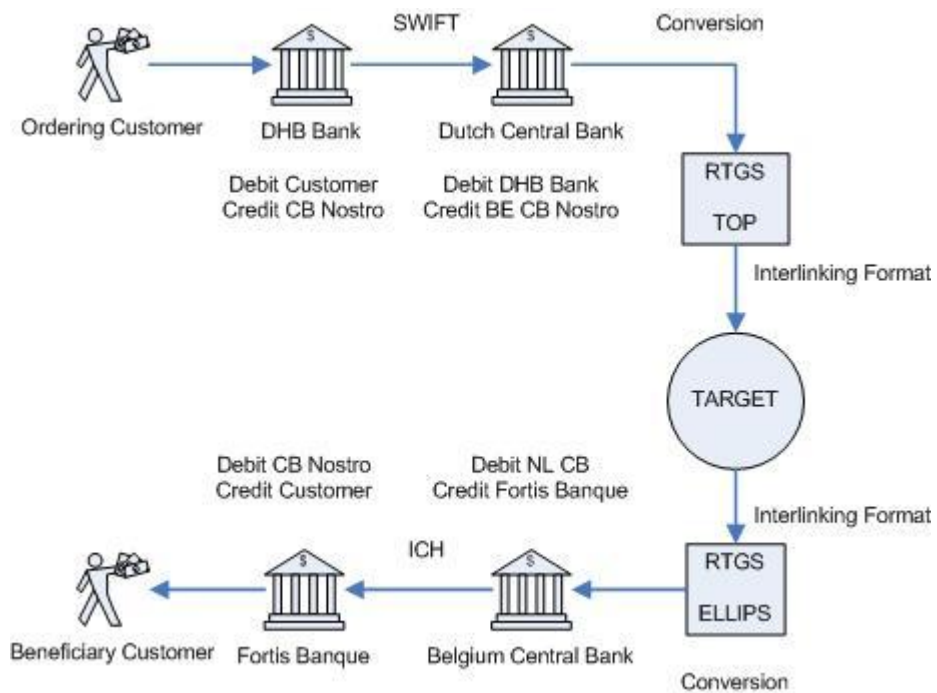 SWIFT
Conversion
$
$
Ordering Customer
DHB Bank
Dutch Central Bank
Debit Customer
Credit CB Nostro
Debit DHB Bank
Credit BE CB Nostro
RTGS
TOP
Interlinking Format
TARGET
Interlinking Format
RTGS
ELLIPS
Conversion
Debit NL CB
Credit Fortis Banque
Debit CB Nostro
Credit Customer
ICH
$
$
Belgium Central Bank
Fortis Banque
Beneficiary Customer